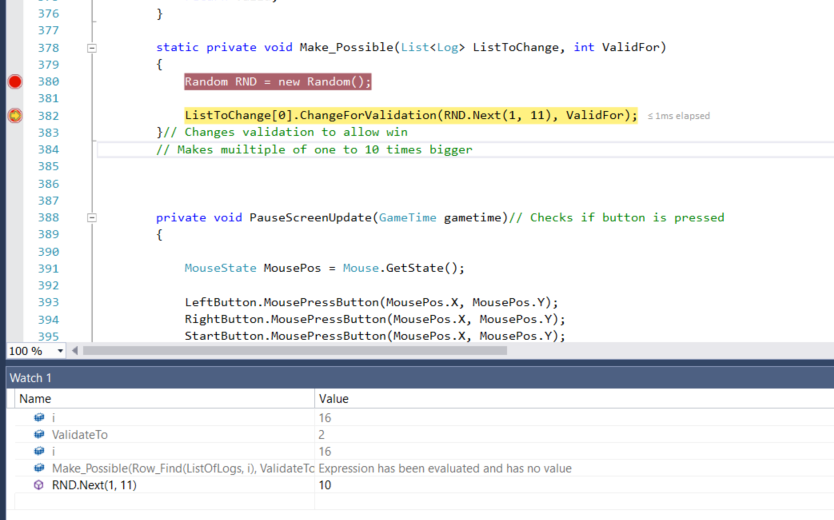 376 }
377
378 static private void Make_Possible(List<Log> ListToChange, int ValidFor)
379 {
380 Random RND = new Random();
381
382 ListToChange[0].ChangeForValidation(RND.Next(1, 11), ValidFor); ≤ 1ms elapsed
383 }// Changes validation to allow win
384 // Makes muiltiple of one to 10 times bigger
385
386
387
388 private void PauseScreenUpdate(GameTime gametime)// Checks if button is pressed
389 {
390
391 MouseState MousePos = Mouse.GetState();
392
393 LeftButton.MousePressButton(MousePos.X, MousePos.Y);
394 RightButton.MousePressButton(MousePos.X, MousePos.Y);
395 StartButton.MousePressButton(MousePos.X, MousePos.Y);
100 %
Watch 1
Name Value
i 16
ValidateTo 2
i 16
Make_Possible(Row_Find(ListOfLogs, i), ValidateTo Expression has been evaluated and has no value
RND.Next(1, 11) 10